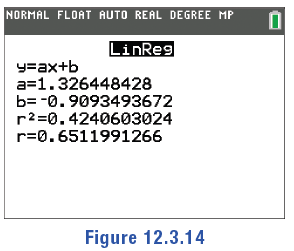 NORMAL FLOAT AUTO REAL DEGREE MP
LinReg
y=ax+b
a=1.326448428
b=-0.9093493672
r²=0.4240603024
r=0.6511991266
Figure 12.3.14